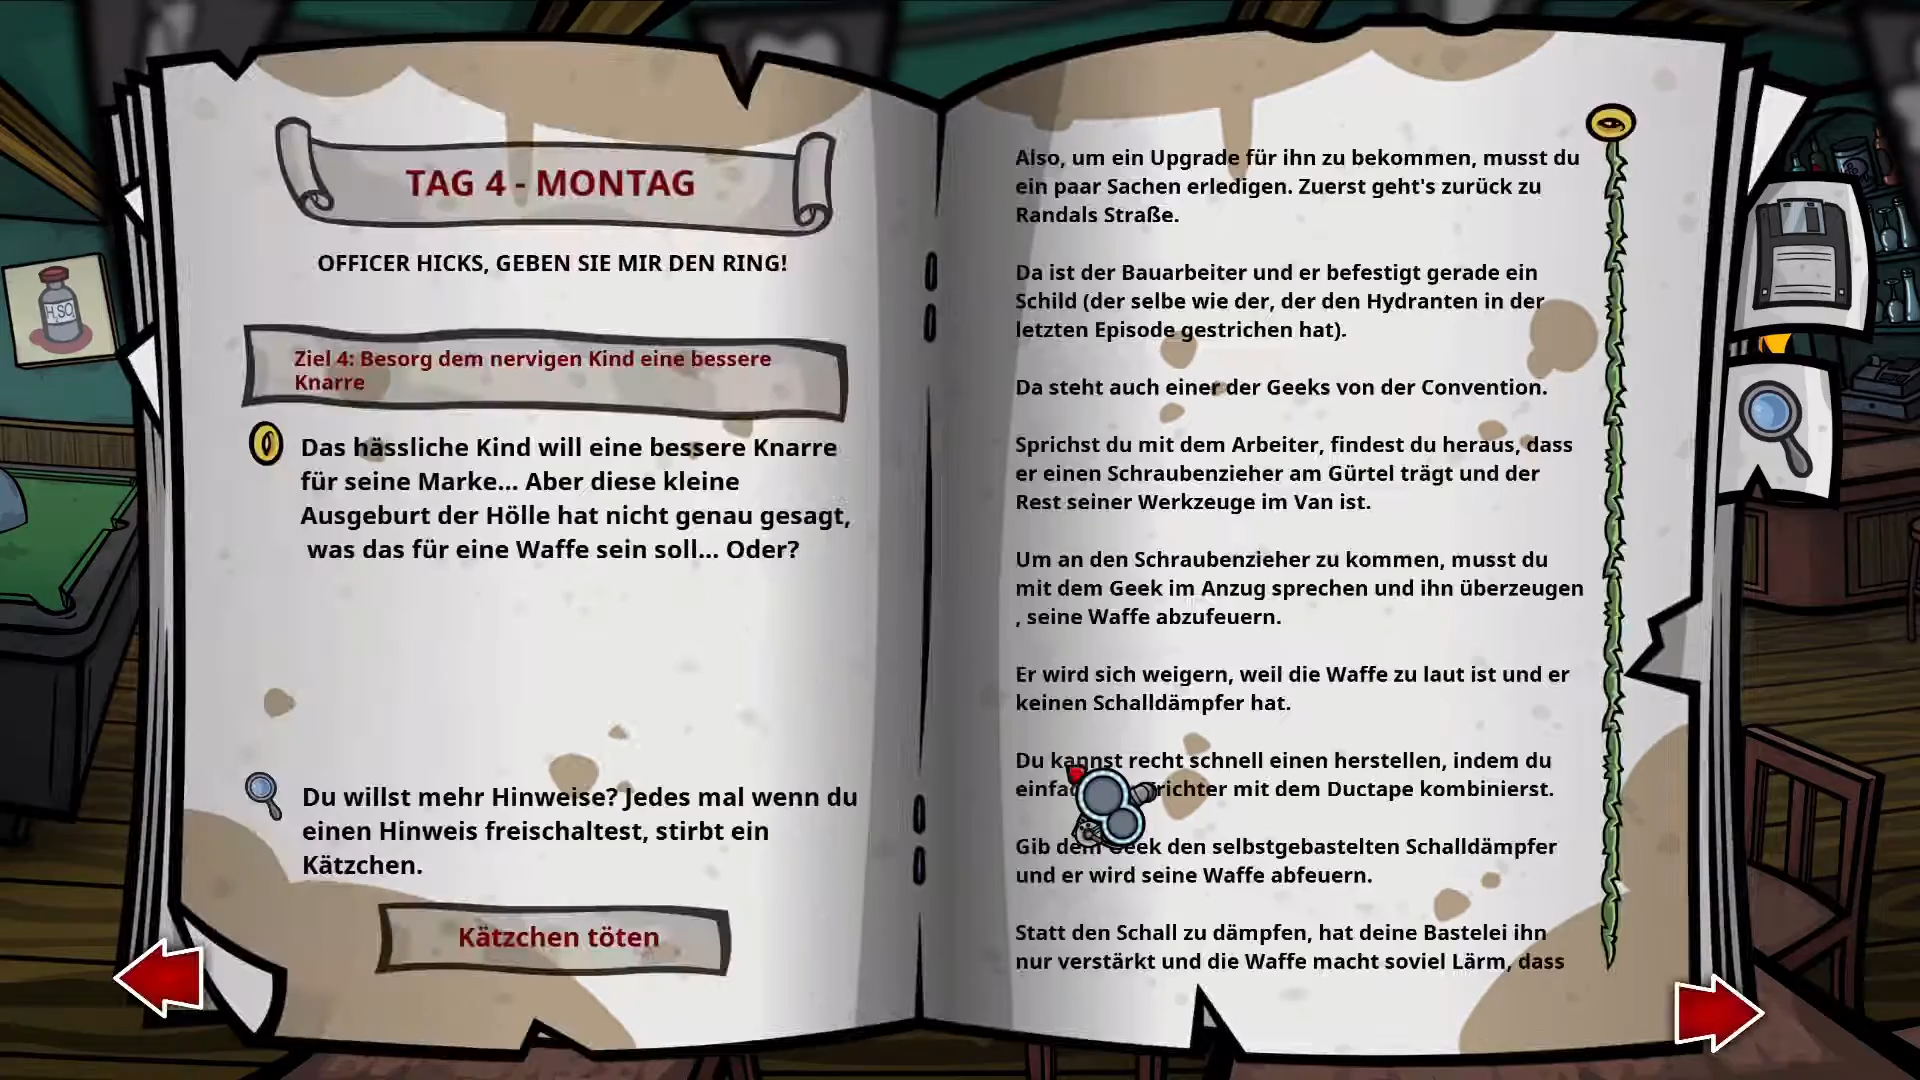 TAG 4 - MONTAG
OFFICER HICKS, GEBEN SIE MIR DEN RING!
Ziel 4: Besorg dem nervigen Kind eine bessere
Knarre
Das hässliche Kind will eine bessere Knarre
für seine Marke... Aber diese kleine
Ausgeburt der Hölle hat nicht genau gesagt,
was das für eine Waffe sein soll... Oder?
Du willst mehr Hinweise? Jedes mal wenn du
einen Hinweis freischaltest, stirbt ein
Kätzchen.
Kätzchen töten
Also, um ein Upgrade für ihn zu bekommen, musst du
ein paar Sachen erledigen. Zuerst geht's zurück zu
Randals Straße.
Da ist der Bauarbeiter und er befestigt gerade ein
Schild (der selbe wie der, der den Hydranten in der
letzten Episode gestrichen hat).
Da steht auch einer der Geeks von der Convention.
Sprichst du mit dem Arbeiter, findest du heraus, dass
er einen Schraubenzieher am Gürtel trägt und der
Rest seiner Werkzeuge im Van ist.
Um an den Schraubenzieher zu kommen, musst du
mit dem Geek im Anzug sprechen und ihn überzeugen
, seine Waffe abzufeuern.
Er wird sich weigern, weil die Waffe zu laut ist und er
keinen Schalldämpfer hat.
Du kannst recht schnell einen herstellen, indem du
mit dem Ductape kombinierst.
Gib dem Geek den selbstgebastelten Schalldämpfer
und er wird seine Waffe abfeuern.
Statt den Schall zu dämpfen, hat deine Bastelei ihn
nur verstärkt und die Waffe macht soviel Lärm, dass
H₂SO₄